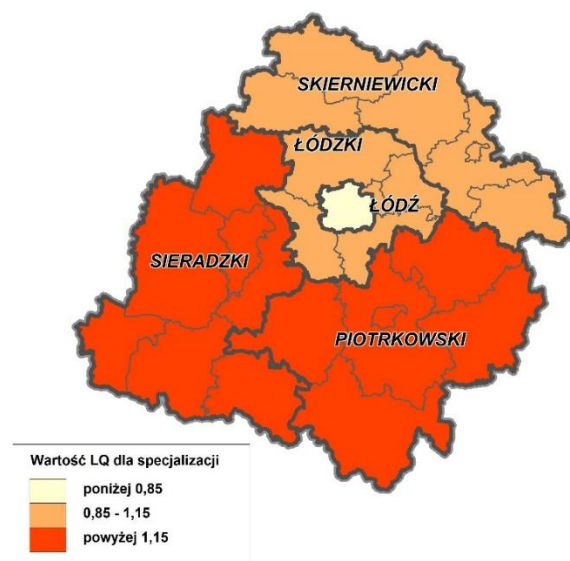 SKIERNIEWICKI
ŁÓDZKI
ŁÓDŹ
SIERADZKI
PIOTRKOWSKI
Wartość LQ dla specjalizacji
poniżej 0,85
0,85 - 1,15
powyżej 1,15